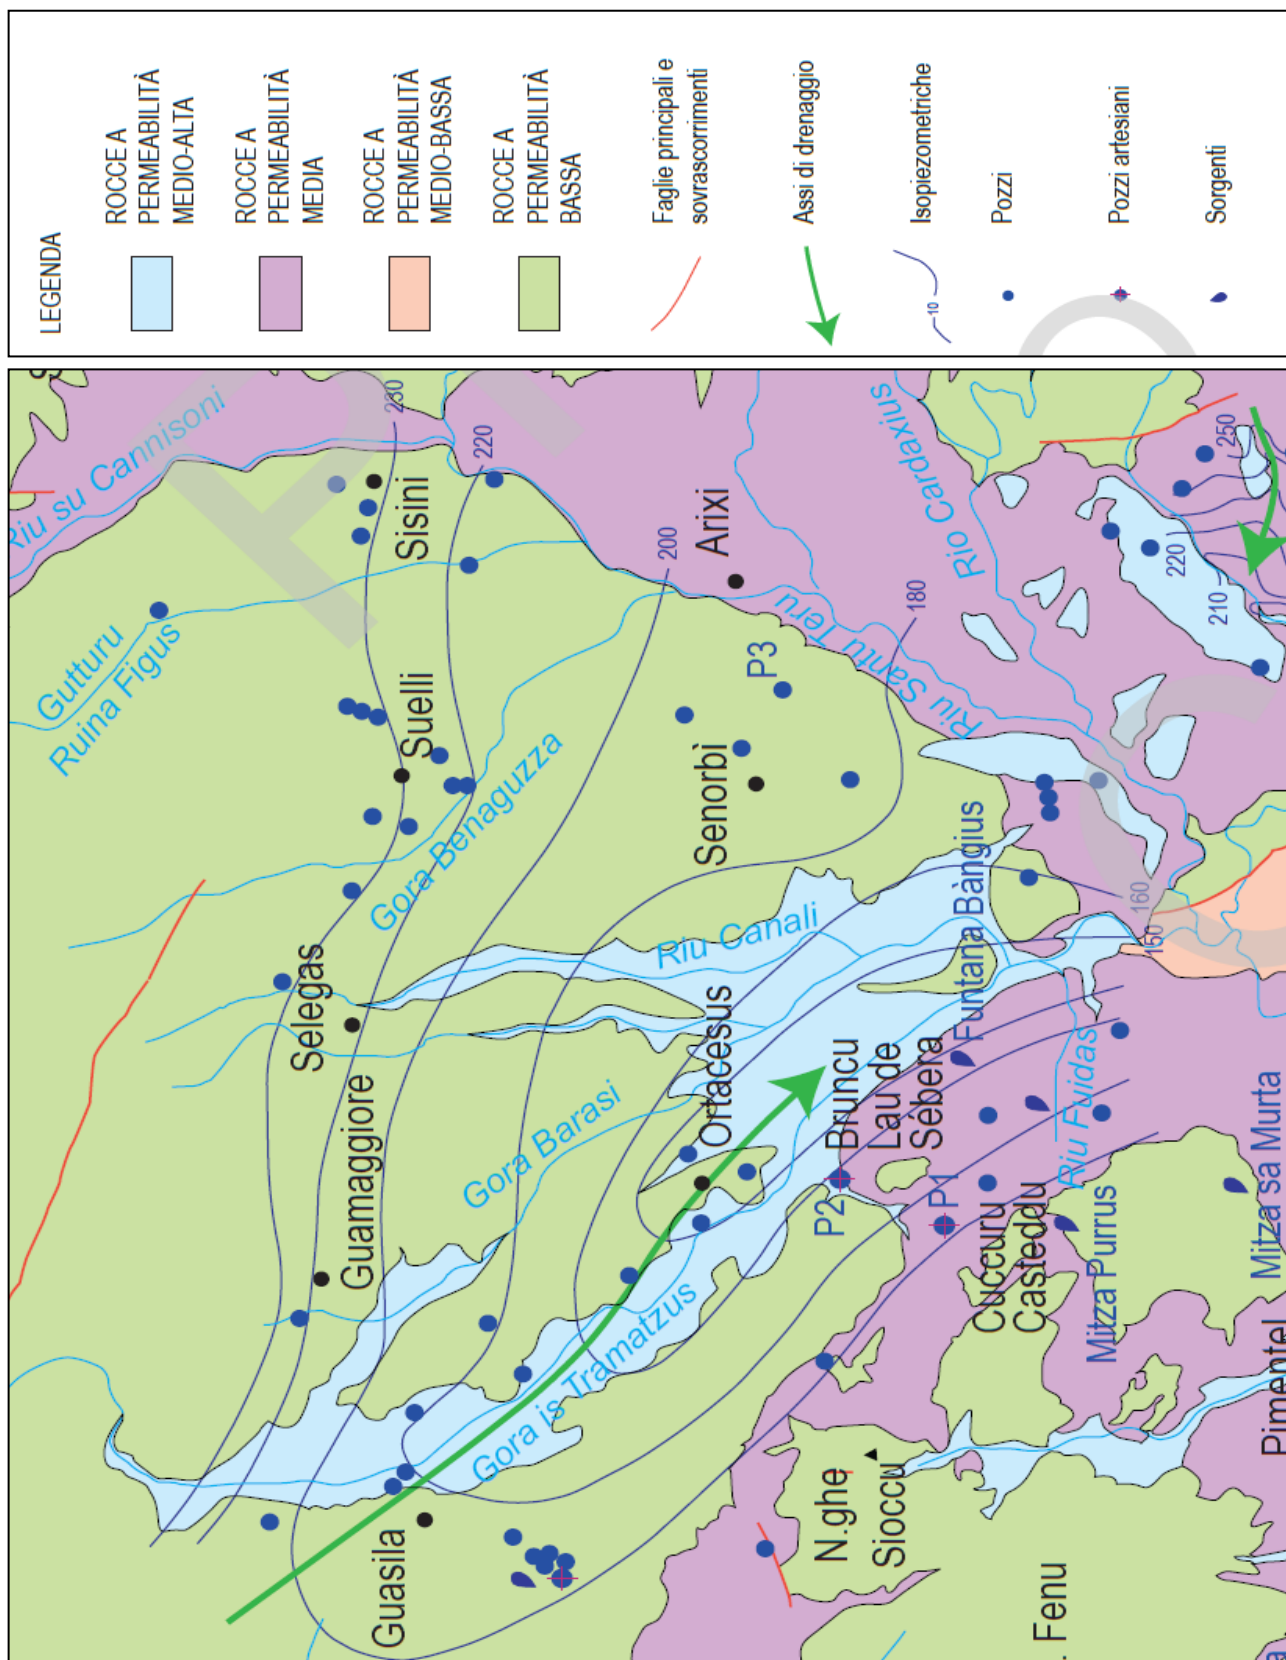 LEGENDA
ROCCE A
PERMEABILITÀ
MEDIO-ALTA
ROCCE A
PERMEABILITÀ
MEDIA
ROCCE A
PERMEABILITÀ
MEDIO-BASSA
ROCCE A
PERMEABILITÀ
BASSA
Faglie principali e
sovrascorrimenti
Assi di drenaggio
10
Isopiezometriche
Pozzi
Pozzi artesiani
Sorgenti
Riu su Cannisoni
230
220
Sisini
Gutturu
Ruina Figus
Suelli
Gora Benaguzza
200
Arixi
Rio Cardaxius
250
220
210
180
Riu Santu Teru
P3
Senorbì
Selegas
Riu Canali
Funtana Bàngius
160
150
Guamaggiore
Gora Barasi
Ortacesus
Bruncu
Lau de
Sèbera
Riu Fuidas
P2
P1
Cuccuru
Casteddu
Mitza Purrus
Mitza sa Murta
Gora is Tramatzus
Pimentel
Guasila
N.ghe
Sioccu
. Fenu